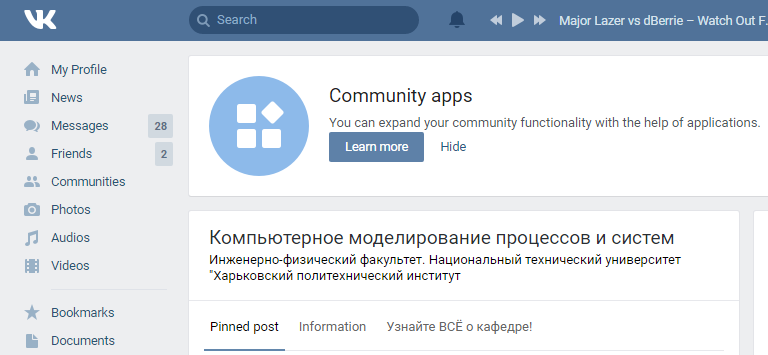 VK
Search
Major Lazer vs dBerrie – Watch Out F...
My Profile
News
Messages 28
Friends 2
Communities
Photos
Audios
Videos
Bookmarks
Documents
Community apps
You can expand your community functionality with the help of applications.
Learn more Hide
Компьютерное моделирование процессов и систем
Инженерно-физический факультет. Национальный технический университет
"Харьковский политехнический институт
Pinned post Information Узнайте ВСЁ о кафедре!